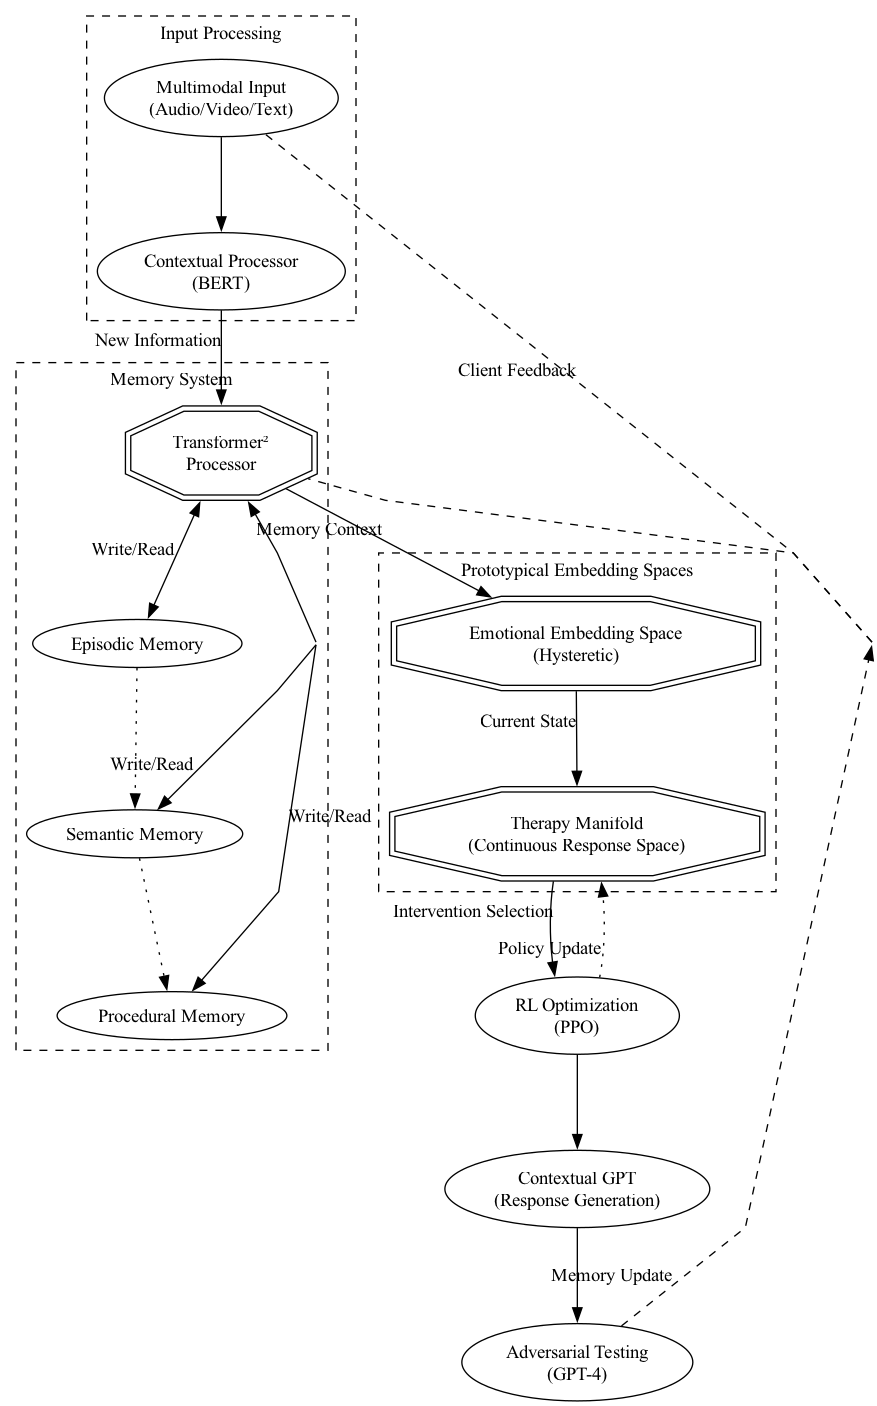 Input Processing
Multimodal Input
(Audio/Video/Text)
Contextual Processor
(BERT)
New Information
Client Feedback
Memory System
Transformer²
Processor
Memory Context
Write/Read
Prototypical Embedding Spaces
Episodic Memory
Emotional Embedding Space
(Hysteretic)
Current State
Write/Read
Write/Read
Semantic Memory
Therapy Manifold
(Continuous Response Space)
Intervention Selection
Policy Update
Procedural Memory
RL Optimization
(PPO)
Contextual GPT
(Response Generation)
Memory Update
Adversarial Testing
(GPT-4)